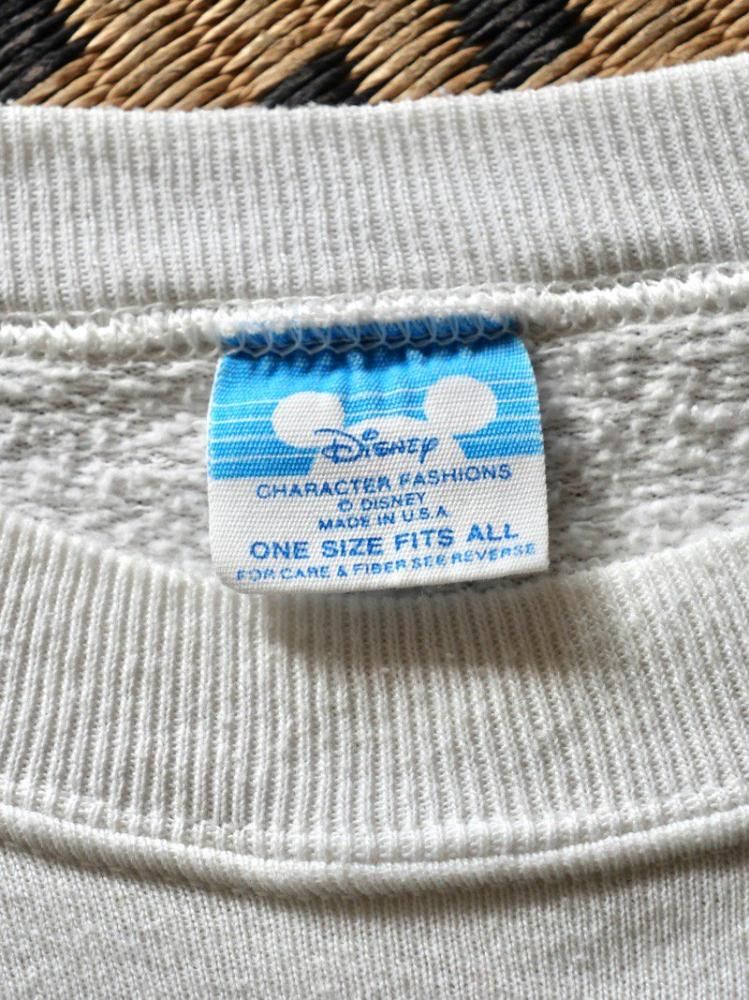 Disney
CHARACTER FASHIONS
© DISNEY
MADE IN U.S.A
ONE SIZE FITS ALL
FOR CARE & FIBER SEE REVERSE